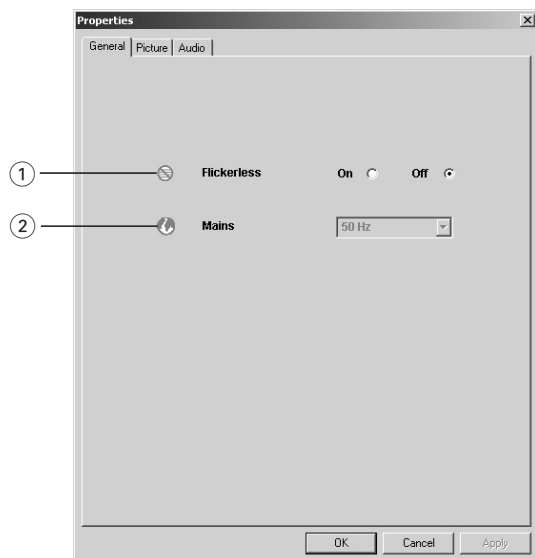 Properties
General Picture Audio
1 Flickerless On Off
2 Mains 50 Hz
OK Cancel Apply